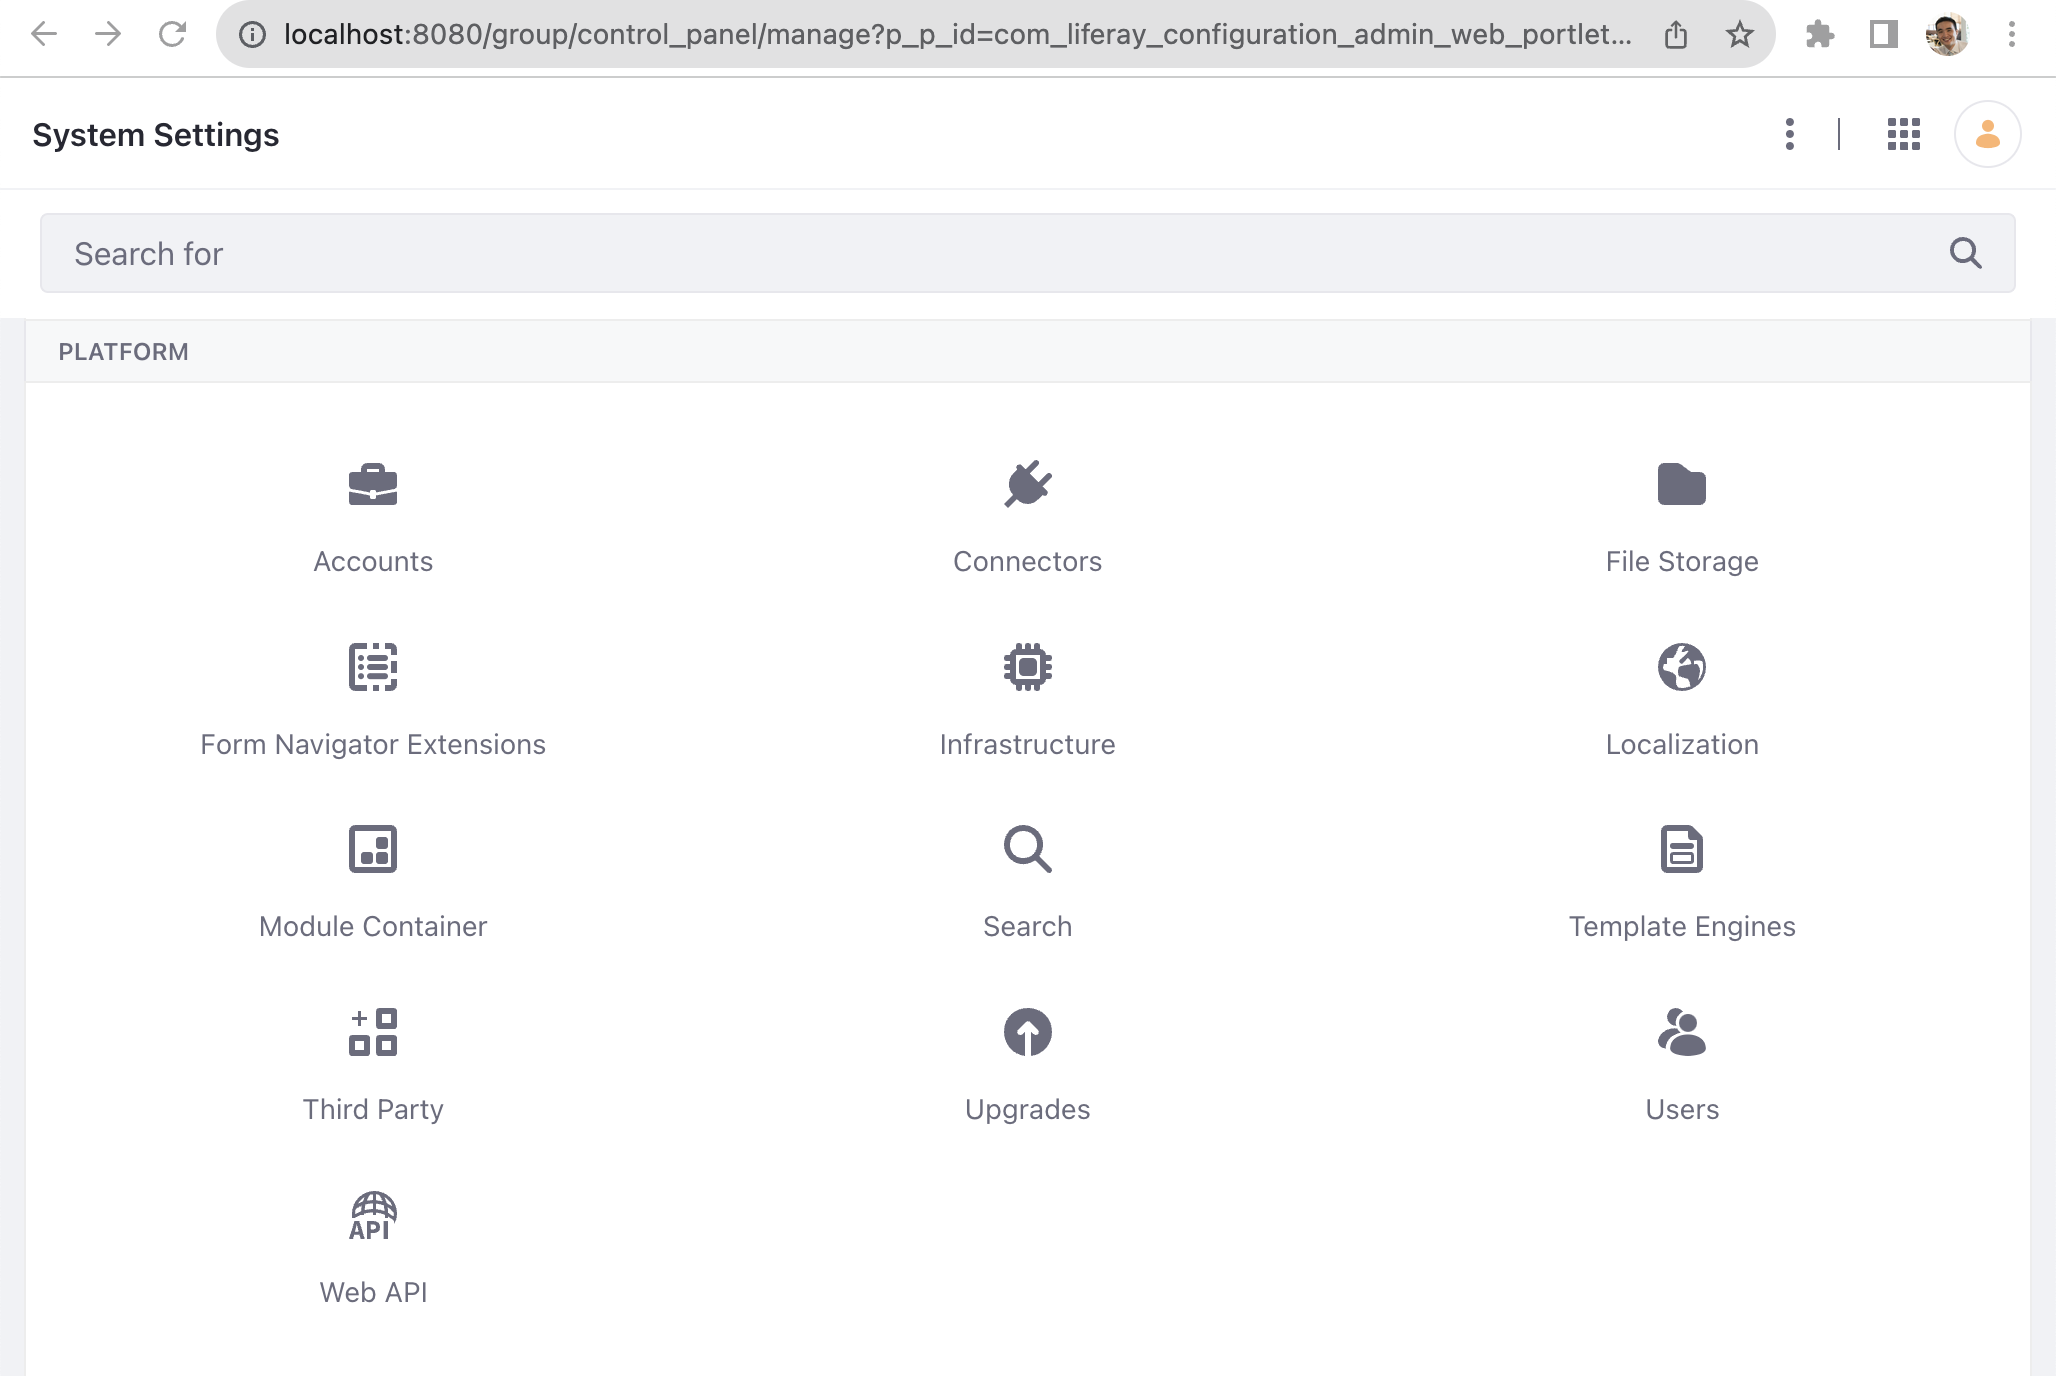 localhost:8080/group/control_panel/manage?p_p_id=com_liferay_configuration_admin_web_portlet...
System Settings
Search for
PLATFORM
Accounts
Connectors
File Storage
Form Navigator Extensions
Infrastructure
Localization
Module Container
Search
Template Engines
Third Party
Upgrades
Users
API
Web API